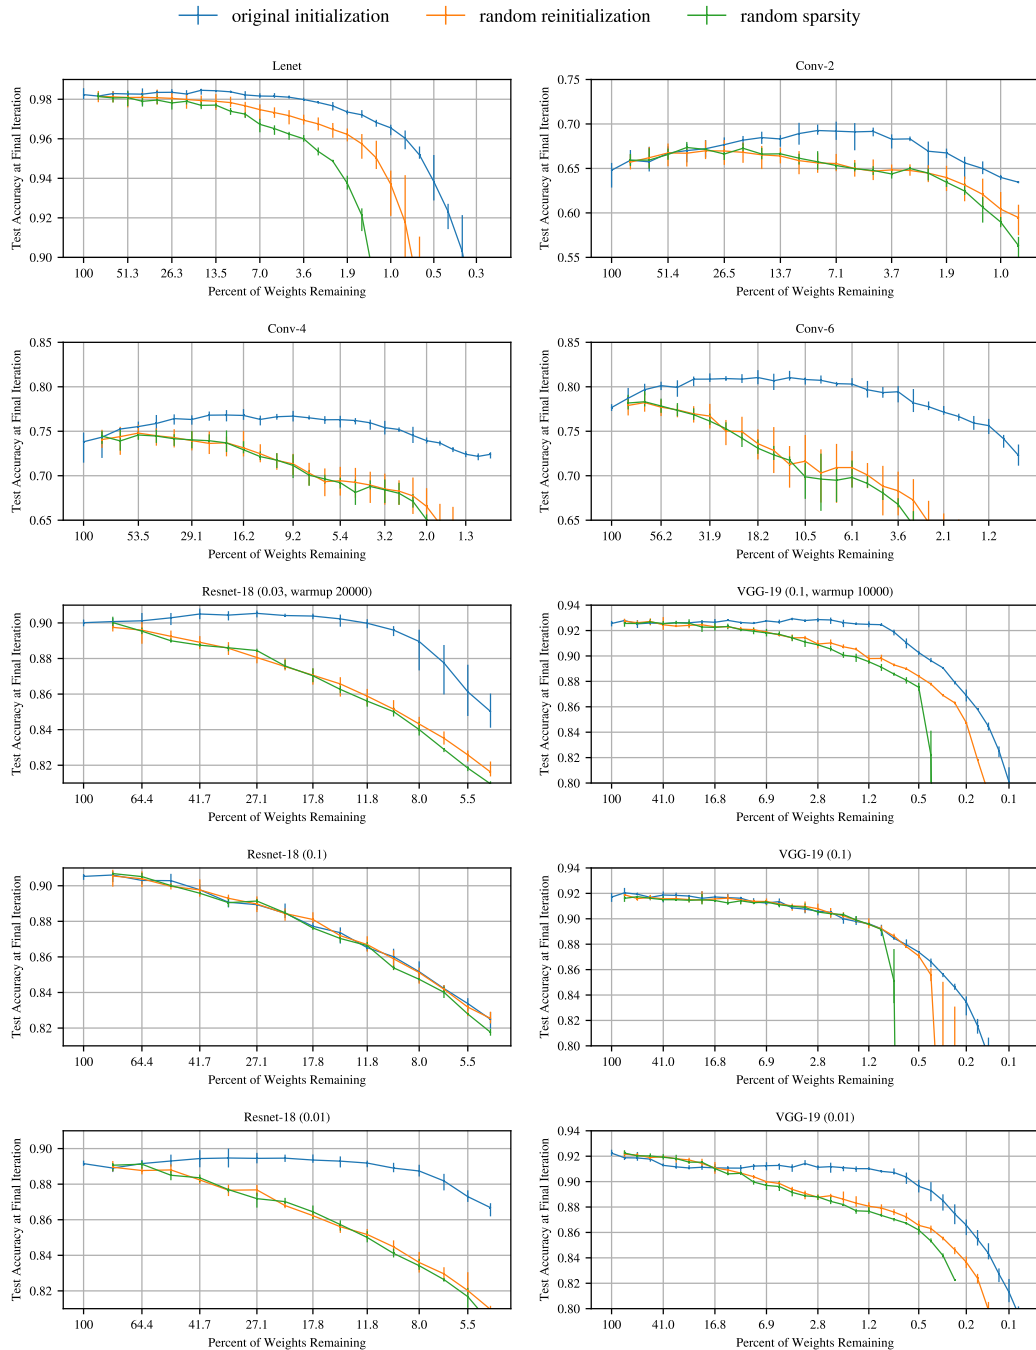 original initialization random reinitialization random sparsity
Lenet
Test Accuracy at Final Iteration
0.98
0.96
0.94
0.92
0.90
100 51.3 26.3 13.5 7.0 3.6 1.9 1.0 0.5 0.3
Percent of Weights Remaining
Conv-2
Test Accuracy at Final Iteration
0.75
0.70
0.65
0.60
0.55
100 51.4 26.5 13.7 7.1 3.7 1.9 1.0
Percent of Weights Remaining
Conv-4
Test Accuracy at Final Iteration
0.85
0.80
0.75
0.70
0.65
100 53.5 29.1 16.2 9.2 5.4 3.2 2.0 1.3
Percent of Weights Remaining
Conv-6
Test Accuracy at Final Iteration
0.85
0.80
0.75
0.70
0.65
100 56.2 31.9 18.2 10.5 6.1 3.6 2.1 1.2
Percent of Weights Remaining
Resnet-18 (0.03, warmup 20000)
Test Accuracy at Final Iteration
0.90
0.88
0.86
0.84
0.82
100 64.4 41.7 27.1 17.8 11.8 8.0 5.5
Percent of Weights Remaining
VGG-19 (0.1, warmup 10000)
Test Accuracy at Final Iteration
0.94
0.92
0.90
0.88
0.86
0.84
0.82
0.80
100 41.0 16.8 6.9 2.8 1.2 0.5 0.2 0.1
Percent of Weights Remaining
Resnet-18 (0.1)
Test Accuracy at Final Iteration
0.90
0.88
0.86
0.84
0.82
100 64.4 41.7 27.1 17.8 11.8 8.0 5.5
Percent of Weights Remaining
VGG-19 (0.1)
Test Accuracy at Final Iteration
0.94
0.92
0.90
0.88
0.86
0.84
0.82
0.80
100 41.0 16.8 6.9 2.8 1.2 0.5 0.2 0.1
Percent of Weights Remaining
Resnet-18 (0.01)
Test Accuracy at Final Iteration
0.90
0.88
0.86
0.84
0.82
100 64.4 41.7 27.1 17.8 11.8 8.0 5.5
Percent of Weights Remaining
VGG-19 (0.01)
Test Accuracy at Final Iteration
0.94
0.92
0.90
0.88
0.86
0.84
0.82
0.80
100 41.0 16.8 6.9 2.8 1.2 0.5 0.2 0.1
Percent of Weights Remaining